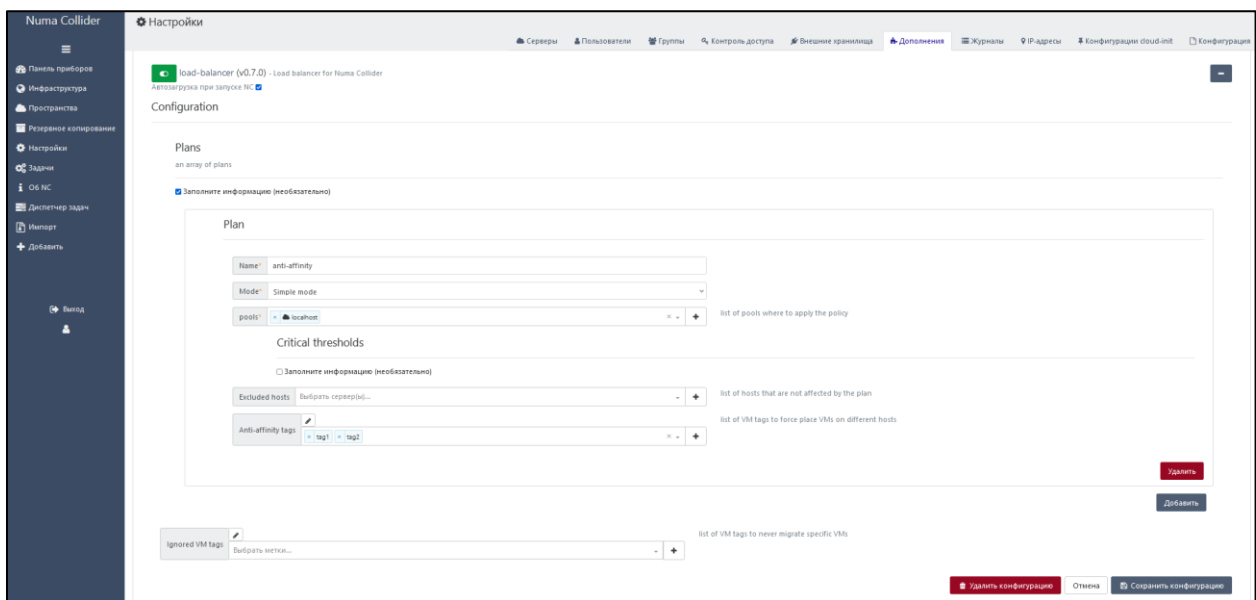 Numa Collider
Настройки
Серверы Пользователи Группы Контроль доступа Внешние хранилища Дополнения Журналы IP-адреса Конфигурации cloud-init Конфигурация
Панель приборов
Инфраструктура
Пространства
Резервное копирование
Настройки
Задачи
Об NC
Диспетчер задач
Импорт
Добавить
Выход
load-balancer (v0.7.0) - Load balancer for Numa Collider
Автозагрузка при запуске NC
Configuration
Plans
an array of plans
Заполните информацию (необязательно)
Plan
Name* anti-affinity
Mode* Simple mode
pools* × localhost × + list of pools where to apply the policy
Critical thresholds
Заполните информацию (необязательно)
Excluded hosts Выбрать сервер(ы)... + list of hosts that are not affected by the plan
Anti-affinity tags × tag1 × tag2 × + list of VM tags to force place VMs on different hosts
Удалить
Добавить
Ignored VM tags Выбрать метки... + list of VM tags to never migrate specific VMs
Удалить конфигурацию Отмена Сохранить конфигурацию